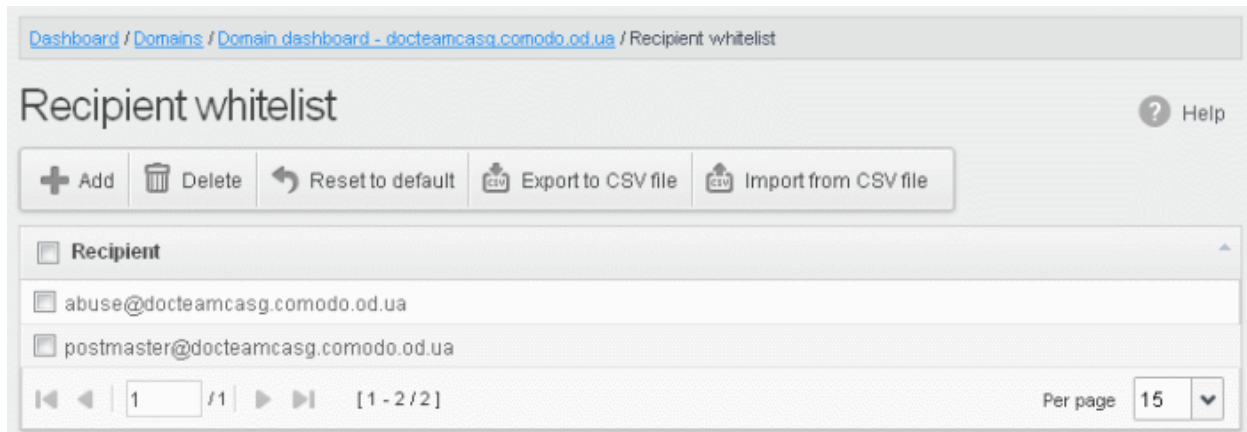 Dashboard / Domains / Domain dashboard - docteamcasg.comodo.od.ua / Recipient whitelist
Recipient whitelist
? Help
Add Delete Reset to default CSV Export to CSV file CSV Import from CSV file
Recipient
abuse@docteamcasg.comodo.od.ua
postmaster@docteamcasg.comodo.od.ua
1 /1 [1 - 2 / 2] Per page 15